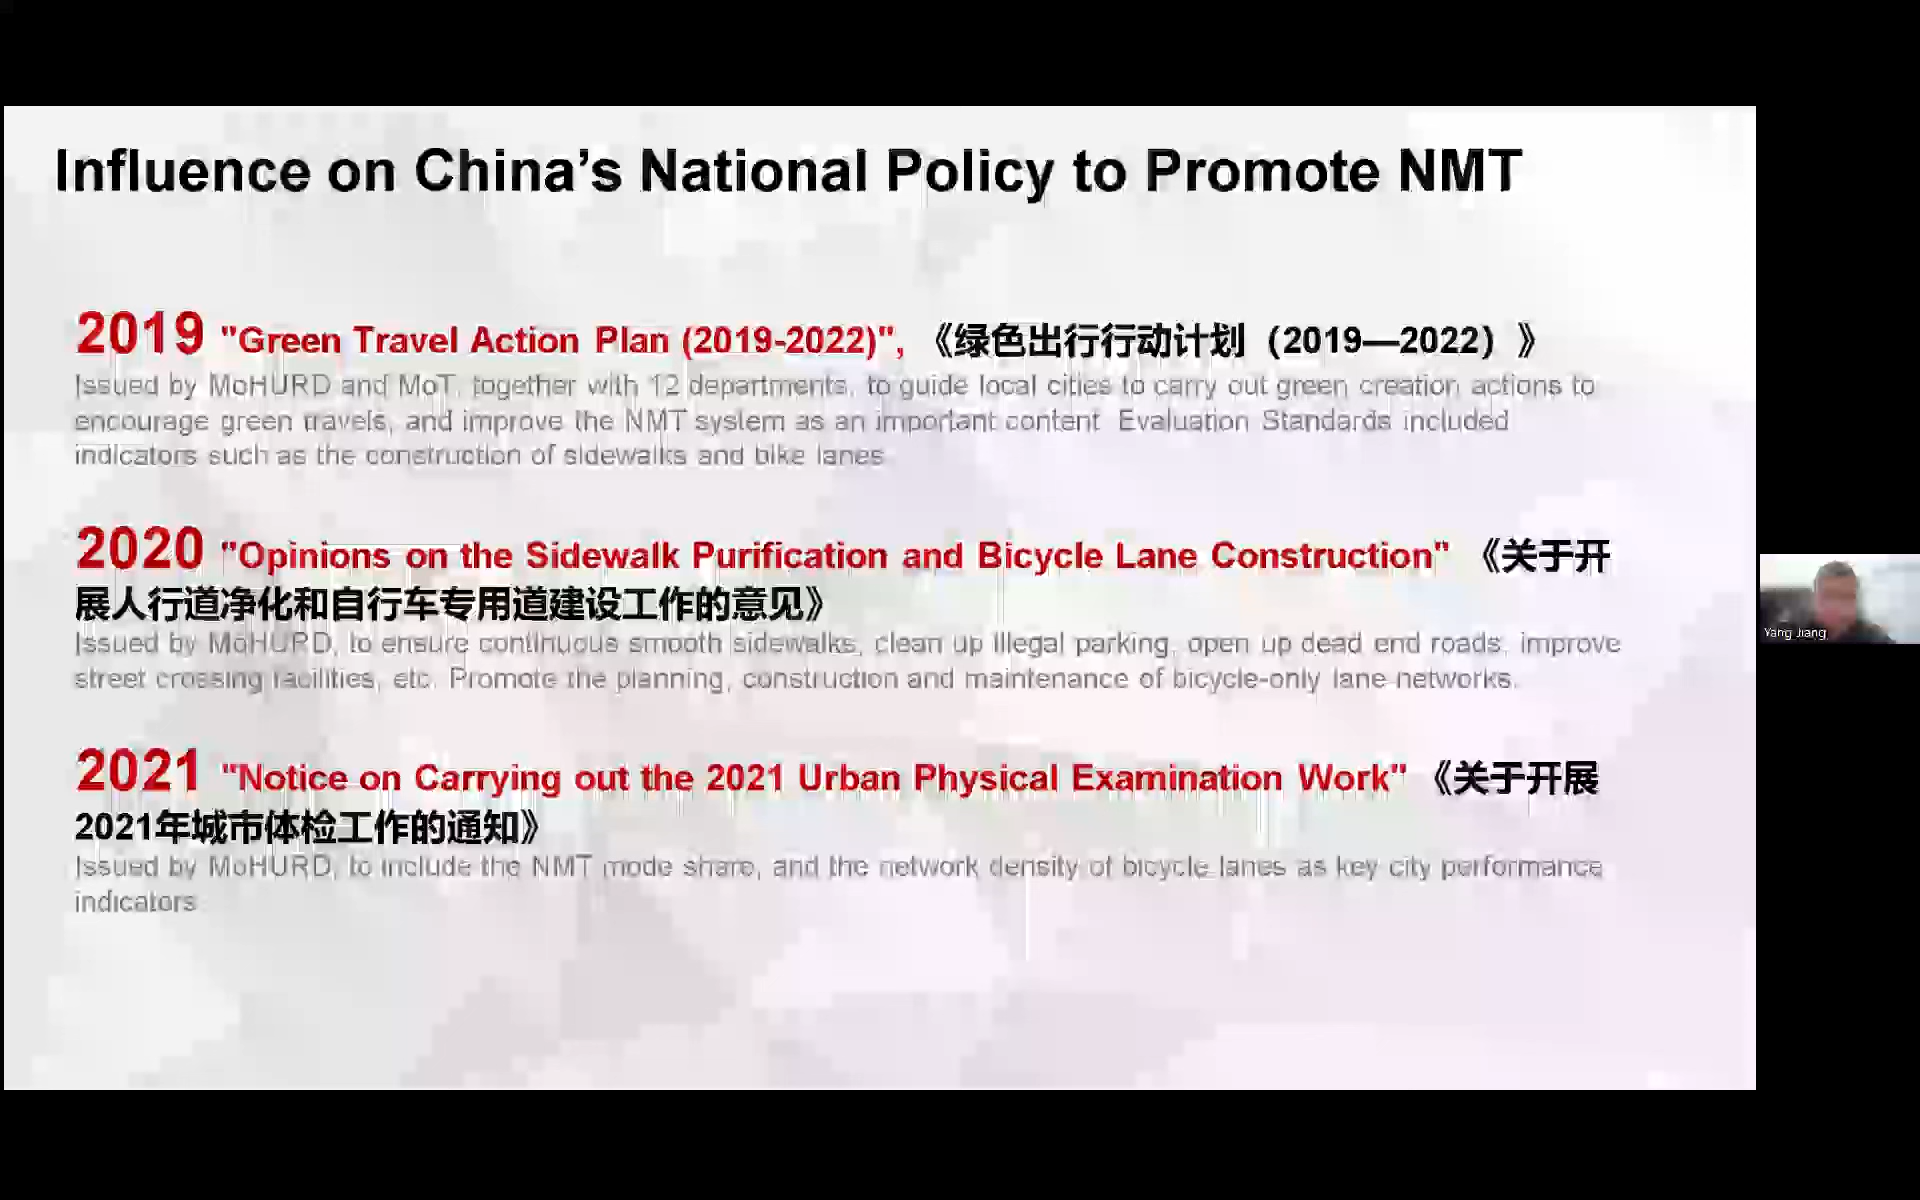 Influence on China’s National Policy to Promote NMT
2019 "Green Travel Action Plan (2019-2022)", 《绿色出行行动计划（2019—2022）》
Issued by MoHURD and MoT, together with 12 departments, to guide local cities to carry out green creation actions to
encourage green travels, and improve the NMT system as an important content. Evaluation Standards included
indicators such as the construction of sidewalks and bike lanes.
2020 "Opinions on the Sidewalk Purification and Bicycle Lane Construction" 《关于开
展人行道净化和自行车专用道建设工作的意见》
Issued by MoHURD, to ensure continuous smooth sidewalks, clean up illegal parking, open up dead end roads, improve
street crossing facilities, etc. Promote the planning, construction and maintenance of bicycle-only lane networks.
2021 "Notice on Carrying out the 2021 Urban Physical Examination Work" 《关于开展
2021年城市体检工作的通知》
Issued by MoHURD, to include the NMT mode share, and the network density of bicycle lanes as key city performance
indicators
Yang Jiang